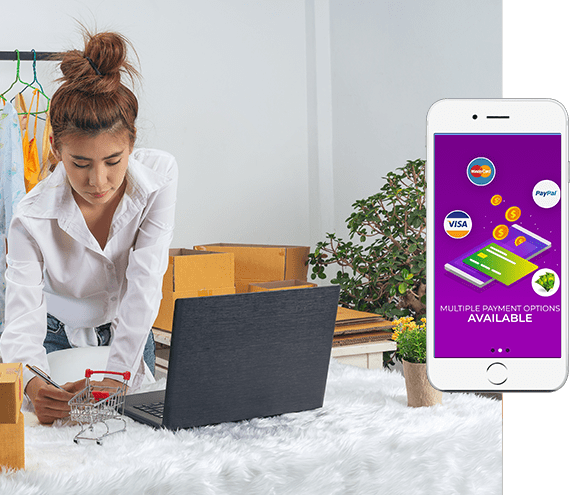 MasterCard
PayPal
VISA
MULTIPLE PAYMENT OPTIONS
AVAILABLE